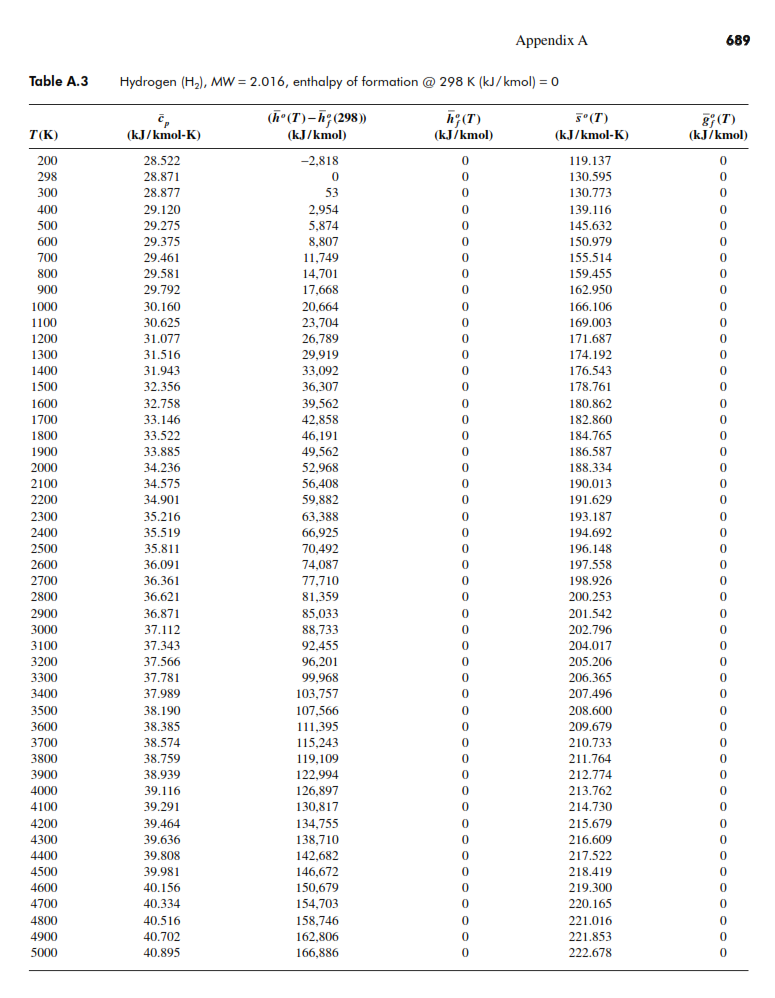 Appendix A 689
Table A.3 Hydrogen (H₂), MW = 2.016, enthalpy of formation @ 298 K (kJ/kmol) = 0
c̄ₚ (h̄°(T) − h̄°f(298)) h̄°f(T) s̄°(T) ḡ°f(T)
T(K) (kJ/kmol-K) (kJ/kmol) (kJ/kmol) (kJ/kmol-K) (kJ/kmol)
200 28.522 −2,818 0 119.137 0
298 28.871 0 0 130.595 0
300 28.877 53 0 130.773 0
400 29.120 2,954 0 139.116 0
500 29.275 5,874 0 145.632 0
600 29.375 8,807 0 150.979 0
700 29.461 11,749 0 155.514 0
800 29.581 14,701 0 159.455 0
900 29.792 17,668 0 162.950 0
1000 30.160 20,664 0 166.106 0
1100 30.625 23,704 0 169.003 0
1200 31.077 26,789 0 171.687 0
1300 31.516 29,919 0 174.192 0
1400 31.943 33,092 0 176.543 0
1500 32.356 36,307 0 178.761 0
1600 32.758 39,562 0 180.862 0
1700 33.146 42,858 0 182.860 0
1800 33.522 46,191 0 184.765 0
1900 33.885 49,562 0 186.587 0
2000 34.236 52,968 0 188.334 0
2100 34.575 56,408 0 190.013 0
2200 34.901 59,882 0 191.629 0
2300 35.216 63,388 0 193.187 0
2400 35.519 66,925 0 194.692 0
2500 35.811 70,492 0 196.148 0
2600 36.091 74,087 0 197.558 0
2700 36.361 77,710 0 198.926 0
2800 36.621 81,359 0 200.253 0
2900 36.871 85,033 0 201.542 0
3000 37.112 88,733 0 202.796 0
3100 37.343 92,455 0 204.017 0
3200 37.566 96,201 0 205.206 0
3300 37.781 99,968 0 206.365 0
3400 37.989 103,757 0 207.496 0
3500 38.190 107,566 0 208.600 0
3600 38.385 111,395 0 209.679 0
3700 38.574 115,243 0 210.733 0
3800 38.759 119,109 0 211.764 0
3900 38.939 122,994 0 212.774 0
4000 39.116 126,897 0 213.762 0
4100 39.291 130,817 0 214.730 0
4200 39.464 134,755 0 215.679 0
4300 39.636 138,710 0 216.609 0
4400 39.808 142,682 0 217.522 0
4500 39.981 146,672 0 218.419 0
4600 40.156 150,679 0 219.300 0
4700 40.334 154,703 0 220.165 0
4800 40.516 158,746 0 221.016 0
4900 40.702 162,806 0 221.853 0
5000 40.895 166,886 0 222.678 0